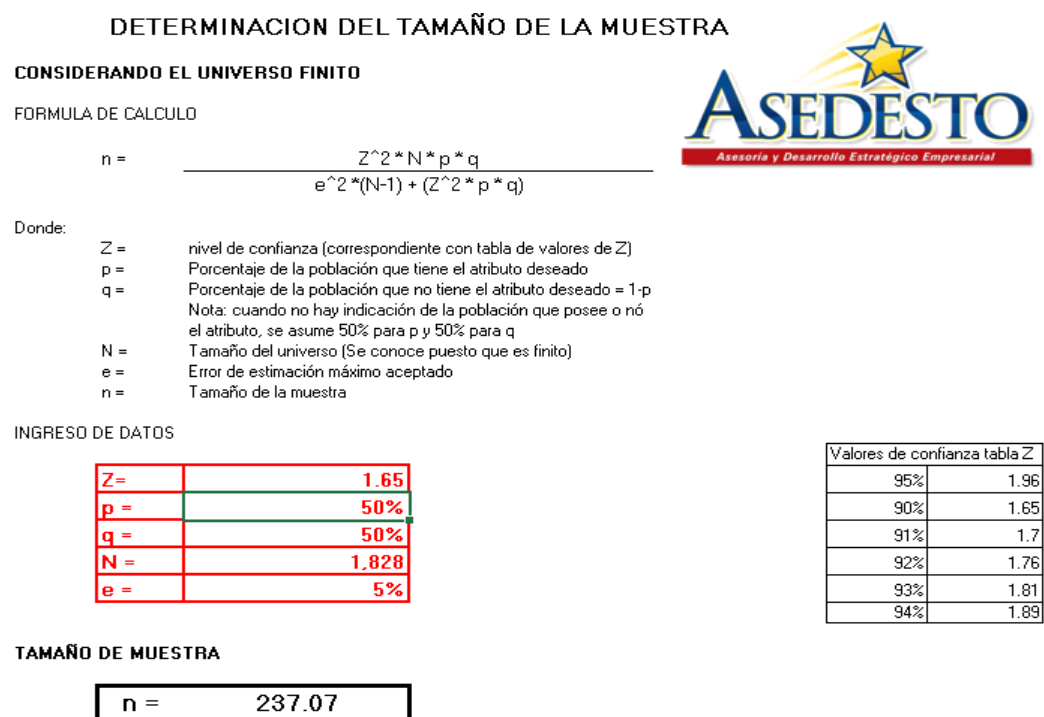 DETERMINACION DEL TAMAÑO DE LA MUESTRA
ASEDESTO
Asesoría y Desarrollo Estratégico Empresarial
CONSIDERANDO EL UNIVERSO FINITO
FORMULA DE CALCULO
n = Z^2 * N * p * q
e^2 *(N-1) + (Z^2 * p * q)
Donde:
Z = nivel de confianza (correspondiente con tabla de valores de Z)
p = Porcentaje de la población que tiene el atributo deseado
q = Porcentaje de la población que no tiene el atributo deseado = 1-p
Nota: cuando no hay indicación de la población que posee o nó
el atributo, se asume 50% para p y 50% para q
N = Tamaño del universo (Se conoce puesto que es finito)
e = Error de estimación máximo aceptado
n = Tamaño de la muestra
INGRESO DE DATOS
Z= 1.65
p = 50%
q = 50%
N = 1,828
e = 5%
Valores de confianza tabla Z
95% 1.96
90% 1.65
91% 1.7
92% 1.76
93% 1.81
94% 1.89
TAMAÑO DE MUESTRA
n = 237.07